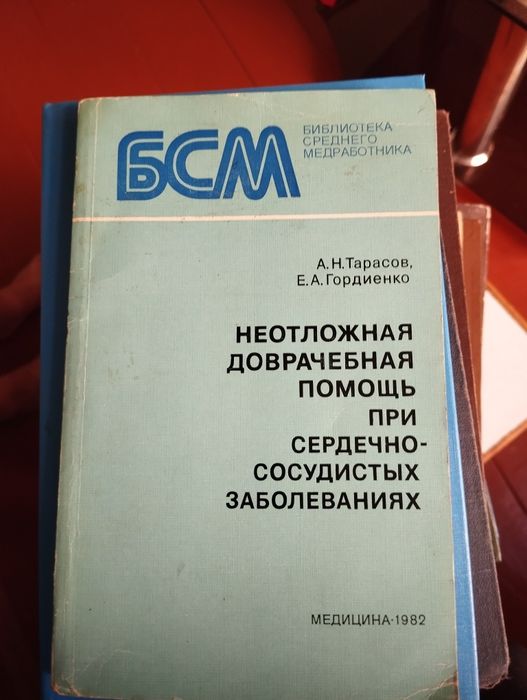 БСМ
БИБЛИОТЕКА
СРЕДНЕГО
МЕДРАБОТНИКА
А.Н.Тарасов,
Е.А.Гордиенко
НЕОТЛОЖНАЯ
ДОВРАЧЕБНАЯ
ПОМОЩЬ
ПРИ
СЕРДЕЧНО-
СОСУДИСТЫХ
ЗАБОЛЕВАНИЯХ
МЕДИЦИНА·1982